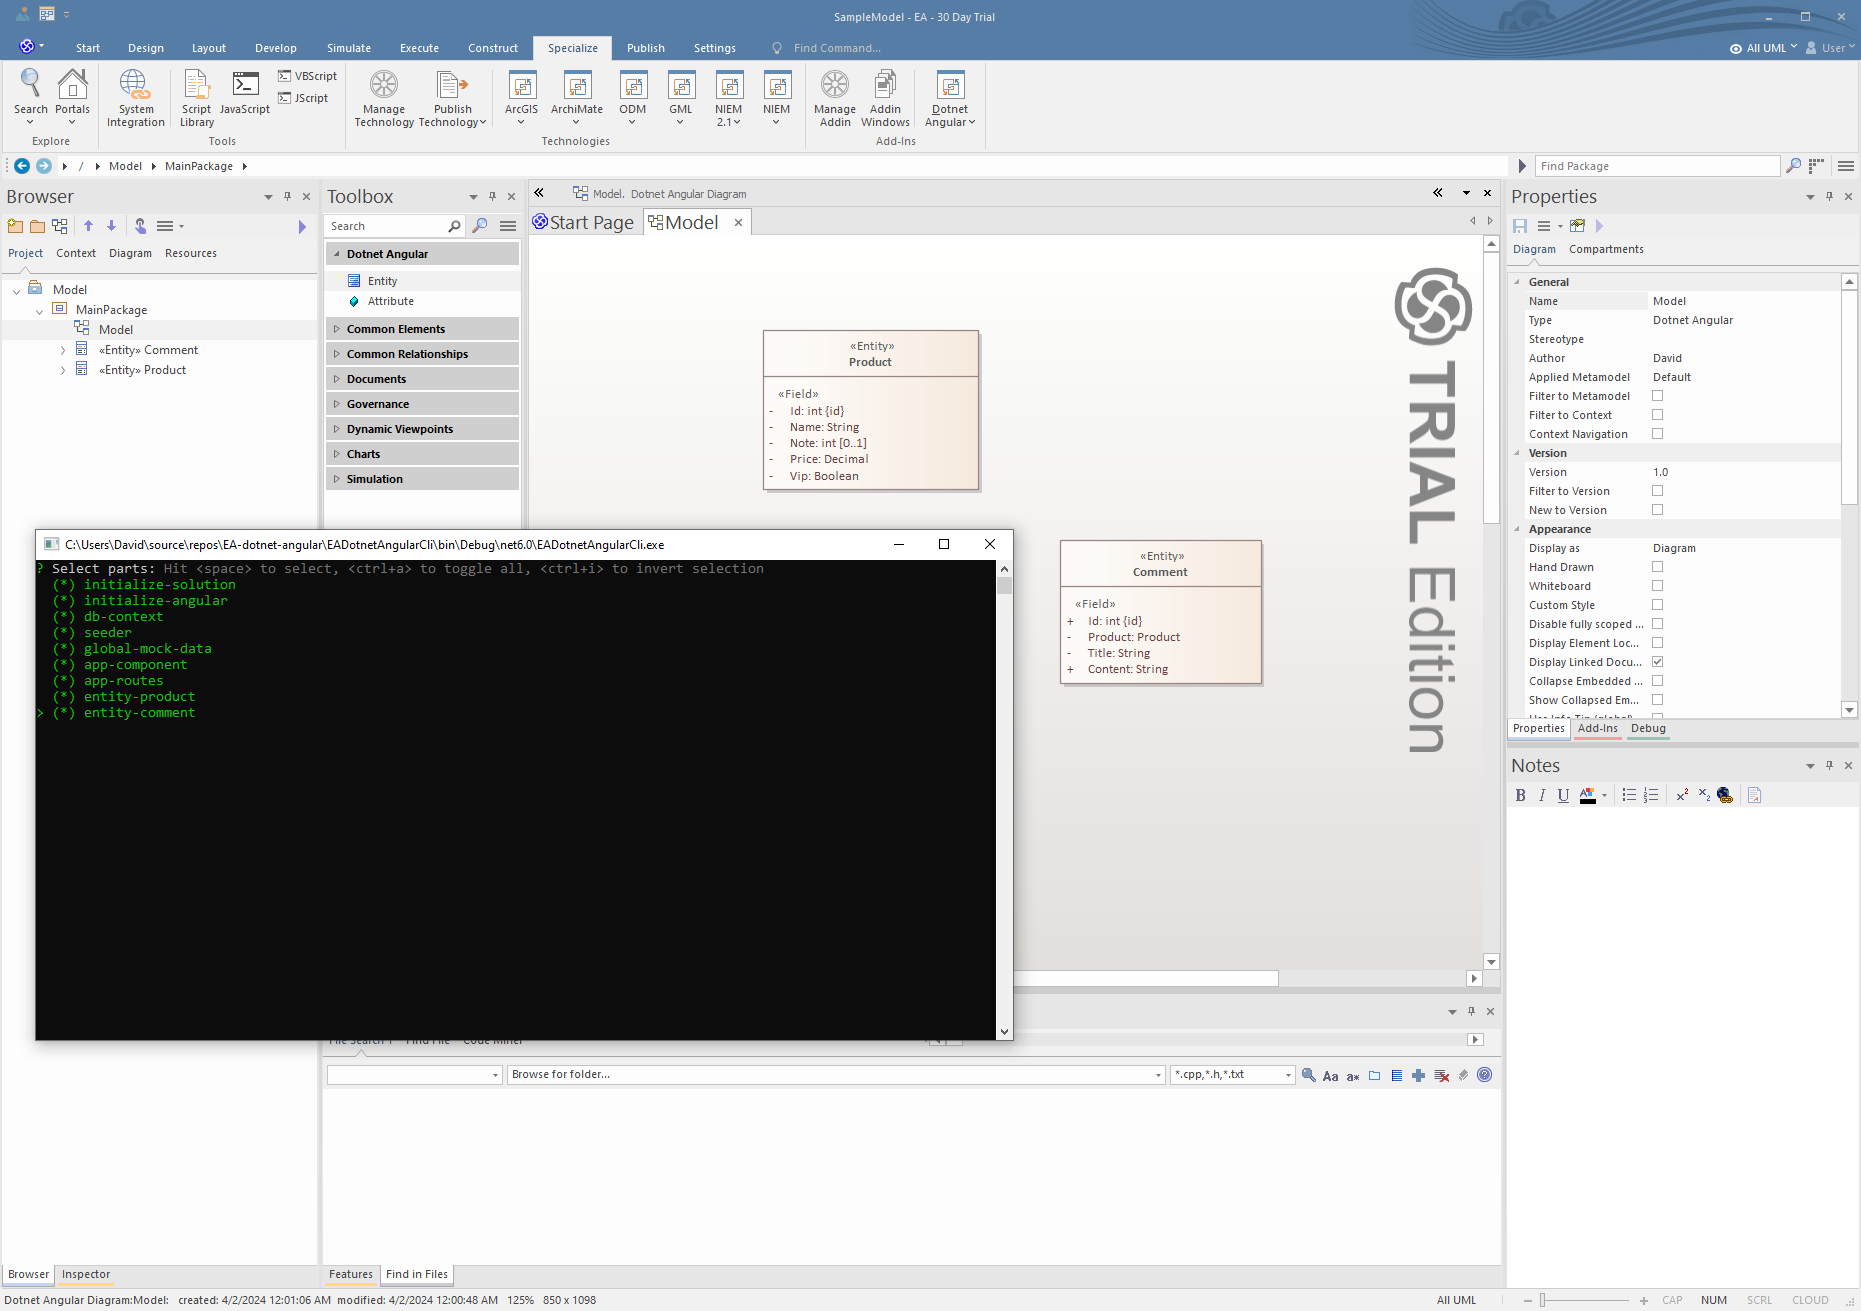 SampleModel - EA - 30 Day Trial
Start Design Layout Develop Simulate Execute Construct Specialize Publish Settings Find Command...
All UML User
Search Portals
Explore
System Integration
Script Library
JavaScript
VBScript
JScript
Tools
Manage Technology
Publish Technology
ArcGIS
ArchiMate
ODM
GML
NIEM 2.1
NIEM
Technologies
Manage Addin
Addin Windows
Add-Ins
Dotnet Angular
/ Model MainPackage
Find Package
Browser
Project Context Diagram Resources
Model
MainPackage
Model
«Entity» Comment
«Entity» Product
Toolbox
Search
Dotnet Angular
Entity
Attribute
Common Elements
Common Relationships
Documents
Governance
Dynamic Viewpoints
Charts
Simulation
Model. Dotnet Angular Diagram
Start Page Model
«Entity»
Product
«Field»
- Id: int {id}
- Name: String
- Note: int [0..1]
- Price: Decimal
- Vip: Boolean
«Entity»
Comment
«Field»
+ Id: int {id}
- Product: Product
- Title: String
+ Content: String
TRIAL Edition
C:\Users\David\source\repos\EA-dotnet-angular\EADotnetAngularCli\bin\Debug\net6.0\EADotnetAngularCli.exe
? Select parts: Hit <space> to select, <ctrl+a> to toggle all, <ctrl+i> to invert selection
(*) initialize-solution
(*) initialize-angular
(*) db-context
(*) seeder
(*) global-mock-data
(*) app-component
(*) app-routes
(*) entity-product
> (*) entity-comment
Browse for folder...
*.cpp,*.h,*.txt
Features Find in Files
Browser Inspector
Properties
Diagram Compartments
General
Name Model
Type Dotnet Angular
Stereotype
Author David
Applied Metamodel Default
Filter to Metamodel
Filter to Context
Context Navigation
Version
Version 1.0
Filter to Version
New to Version
Appearance
Display as Diagram
Hand Drawn
Whiteboard
Custom Style
Disable fully scoped ...
Display Element Loc...
Display Linked Docu...
Collapse Embedded ...
Show Collapsed Em...
Properties Add-Ins Debug
Notes
B I U
Dotnet Angular Diagram:Model: created: 4/2/2024 12:01:06 AM modified: 4/2/2024 12:00:48 AM 125% 850 x 1098
All UML
CAP NUM SCRL CLOUD